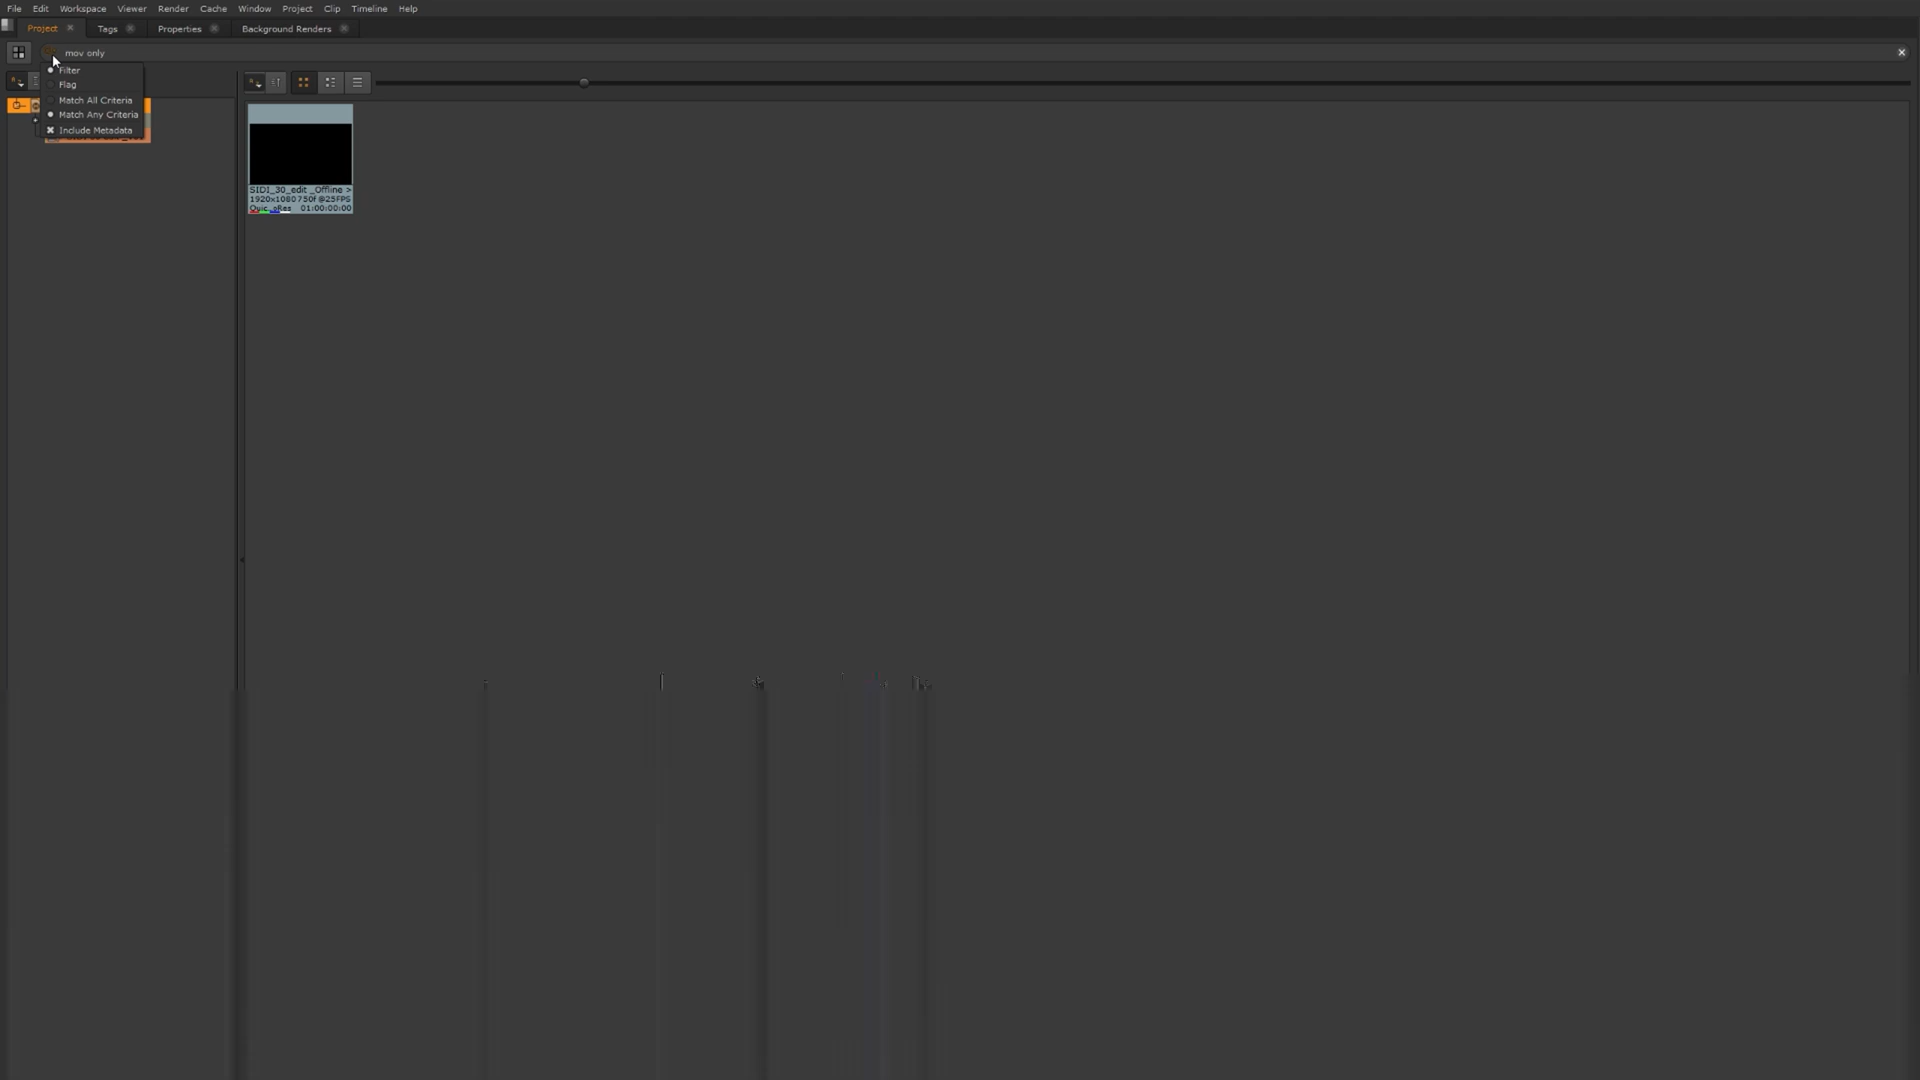 File Edit Workspace Viewer Render Cache Window Project Clip Timeline Help
Project Tags Properties Background Renders
mov only
Filter
Flag
Match All Criteria
Match Any Criteria
Include Metadata
SIDI_30_edit _Offline >
1920x1080 750f @25FPS
Quic_oRes 01:00:00:00